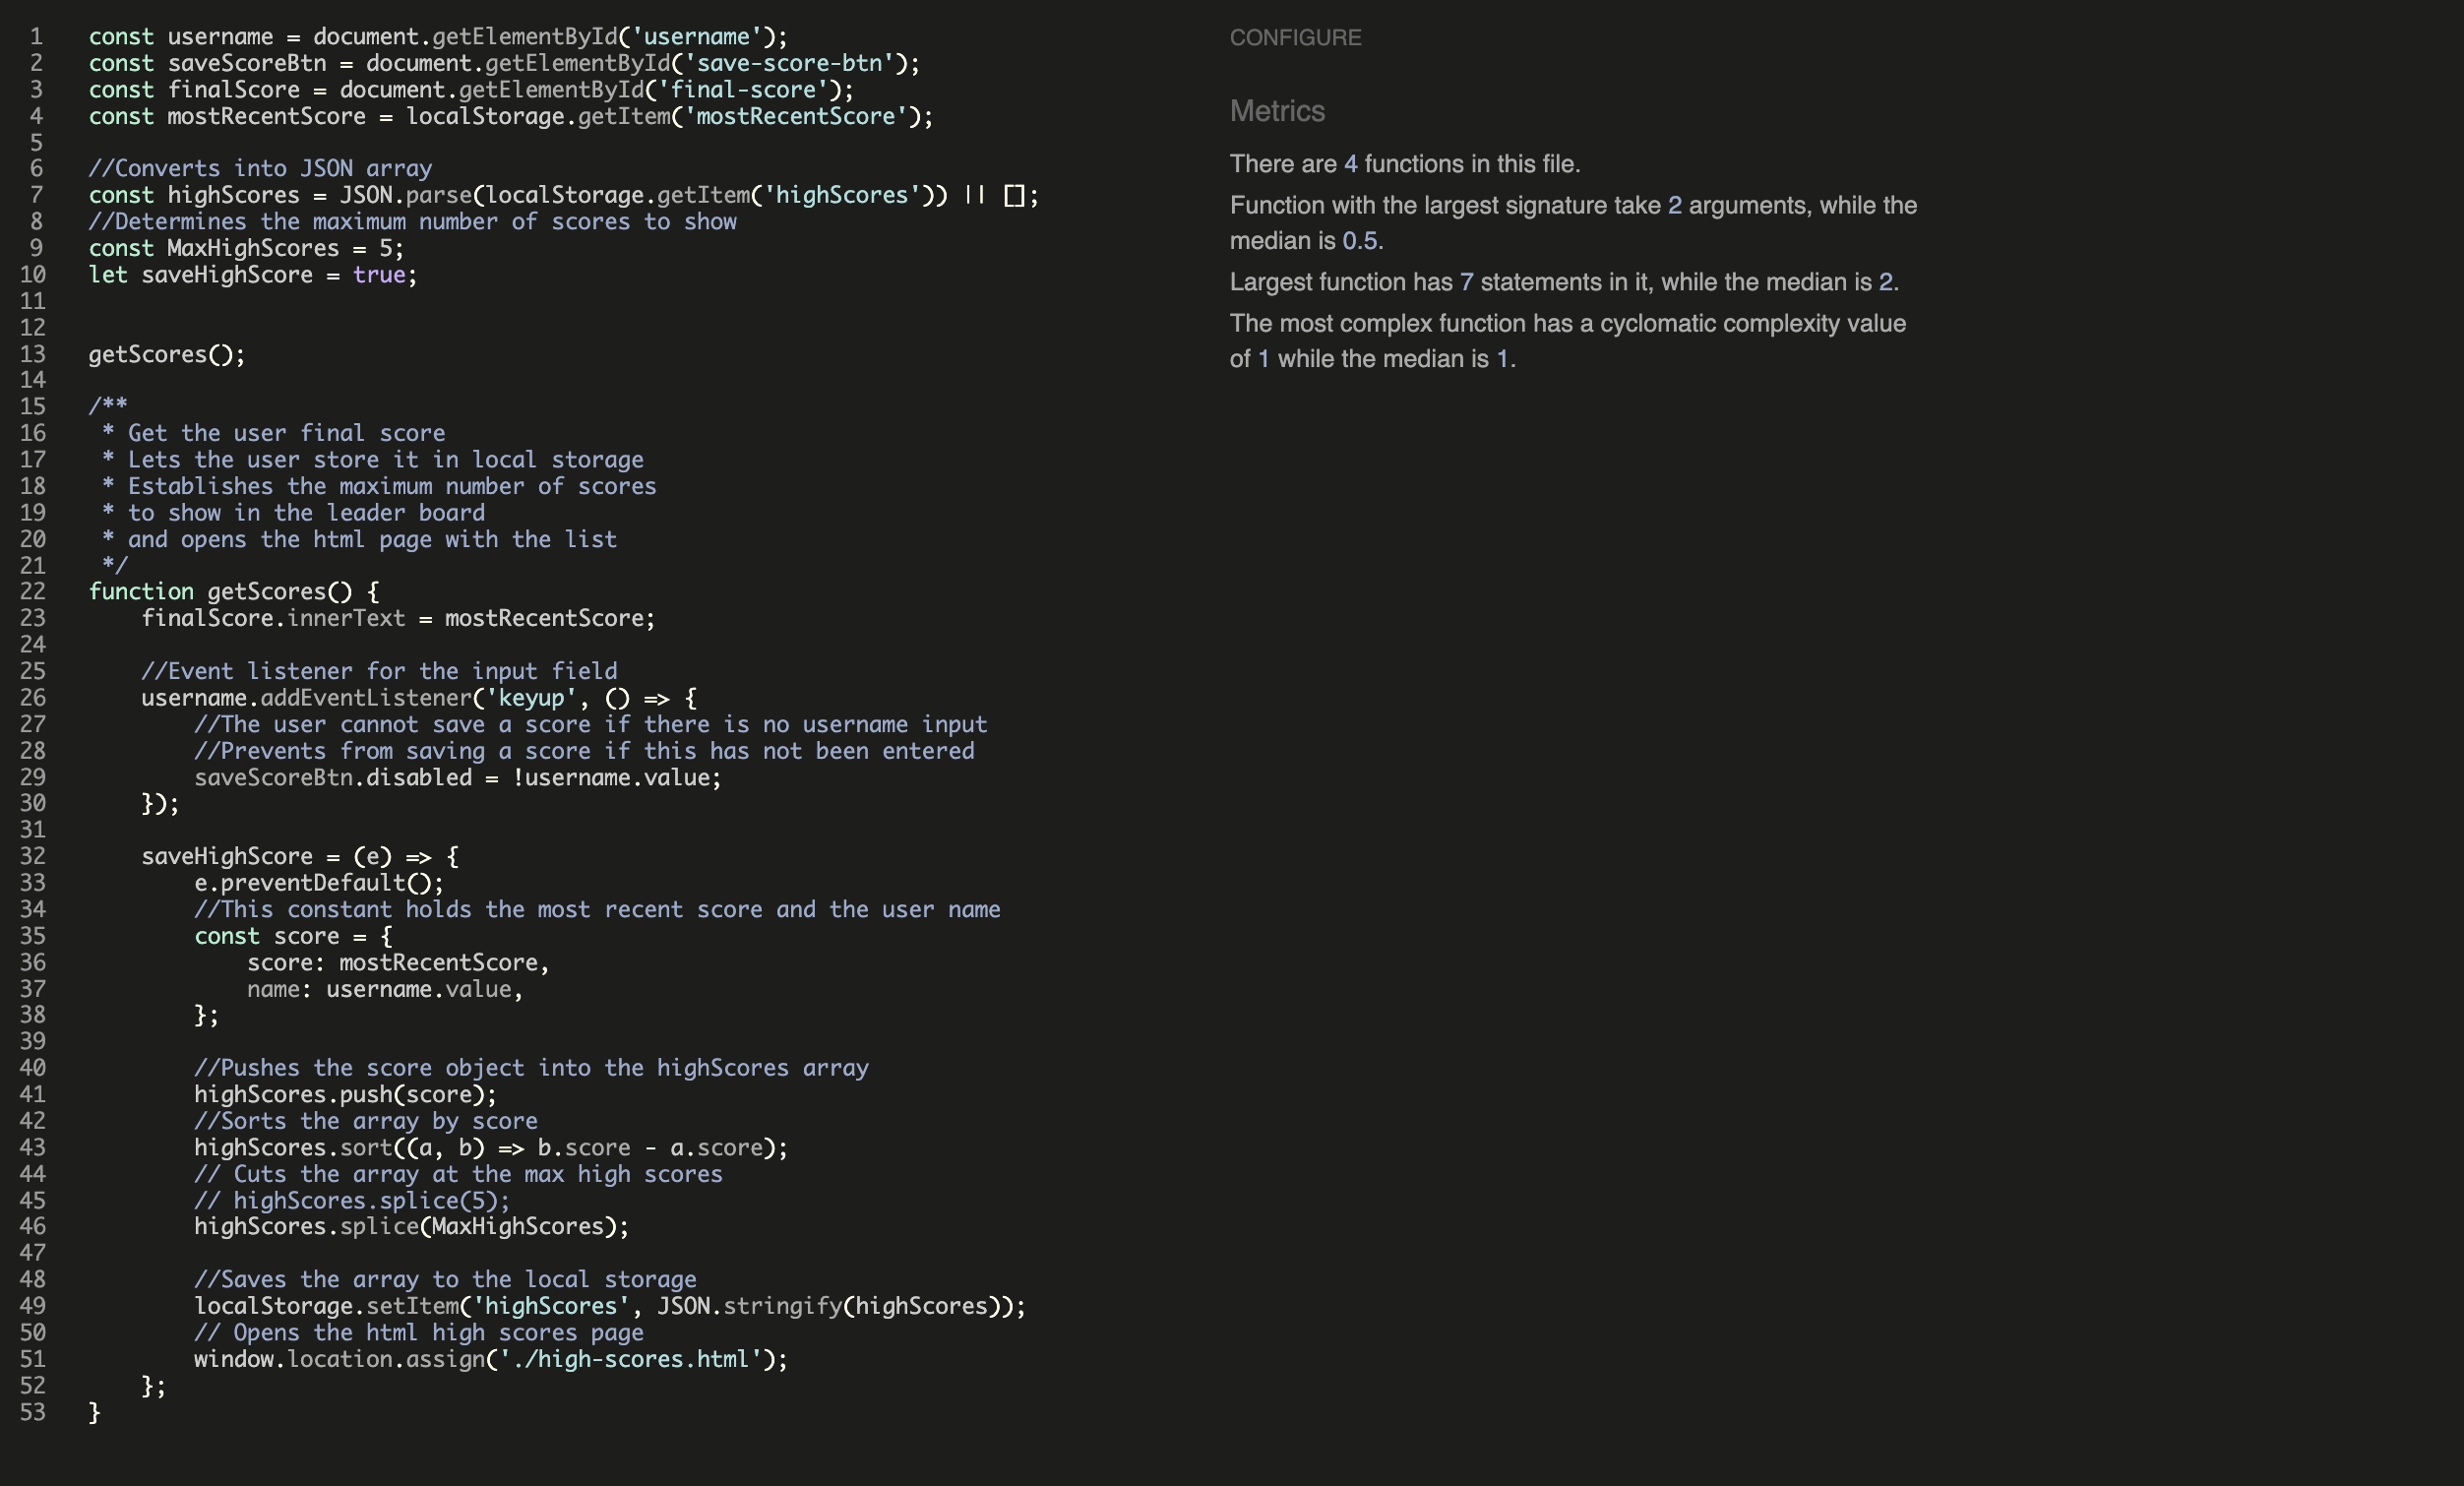 1 const username = document.getElementById('username');
2 const saveScoreBtn = document.getElementById('save-score-btn');
3 const finalScore = document.getElementById('final-score');
4 const mostRecentScore = localStorage.getItem('mostRecentScore');
5
6 //Converts into JSON array
7 const highScores = JSON.parse(localStorage.getItem('highScores')) || [];
8 //Determines the maximum number of scores to show
9 const MaxHighScores = 5;
10 let saveHighScore = true;
11
12
13 getScores();
14
15 /**
16  * Get the user final score
17  * Lets the user store it in local storage
18  * Establishes the maximum number of scores
19  * to show in the leader board
20  * and opens the html page with the list
21  */
22 function getScores() {
23     finalScore.innerText = mostRecentScore;
24
25     //Event listener for the input field
26     username.addEventListener('keyup', () => {
27         //The user cannot save a score if there is no username input
28         //Prevents from saving a score if this has not been entered
29         saveScoreBtn.disabled = !username.value;
30     });
31
32     saveHighScore = (e) => {
33         e.preventDefault();
34         //This constant holds the most recent score and the user name
35         const score = {
36             score: mostRecentScore,
37             name: username.value,
38         };
39
40         //Pushes the score object into the highScores array
41         highScores.push(score);
42         //Sorts the array by score
43         highScores.sort((a, b) => b.score - a.score);
44         // Cuts the array at the max high scores
45         // highScores.splice(5);
46         highScores.splice(MaxHighScores);
47
48         //Saves the array to the local storage
49         localStorage.setItem('highScores', JSON.stringify(highScores));
50         // Opens the html high scores page
51         window.location.assign('./high-scores.html');
52     };
53 }
CONFIGURE
Metrics
There are 4 functions in this file.
Function with the largest signature take 2 arguments, while the
median is 0.5.
Largest function has 7 statements in it, while the median is 2.
The most complex function has a cyclomatic complexity value
of 1 while the median is 1.